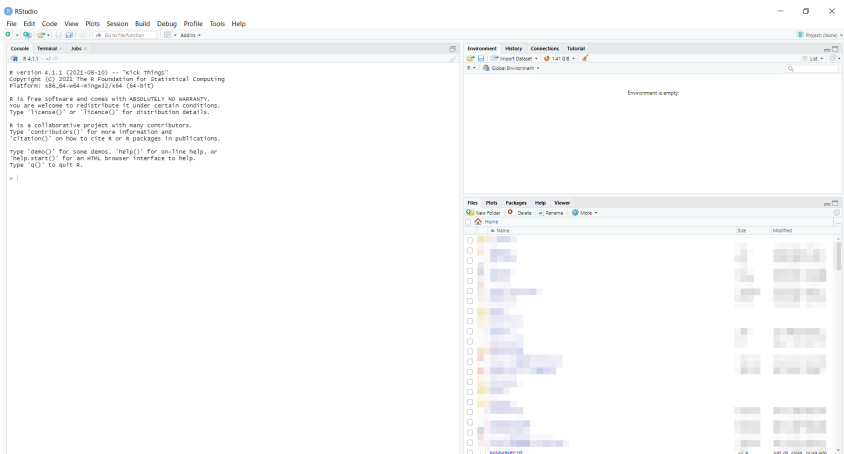 RStudio
File Edit Code View Plots Session Build Debug Profile Tools Help
Go to file/function Addins
Project: (None)
Console Terminal Jobs
R 4.1.1 · ~/
R version 4.1.1 (2021-08-10) -- "Kick Things"
Copyright (C) 2021 The R Foundation for Statistical Computing
Platform: x86_64-w64-mingw32/x64 (64-bit)
R is free software and comes with ABSOLUTELY NO WARRANTY.
You are welcome to redistribute it under certain conditions.
Type 'license()' or 'licence()' for distribution details.
R is a collaborative project with many contributors.
Type 'contributors()' for more information and
'citation()' on how to cite R or R packages in publications.
Type 'demo()' for some demos, 'help()' for on-line help, or
'help.start()' for an HTML browser interface to help.
Type 'q()' to quit R.
>
Environment History Connections Tutorial
Import Dataset 1.41 GiB
List
R Global Environment
Environment is empty
Files Plots Packages Help Viewer
New Folder Delete Rename More
Home
Name Size Modified